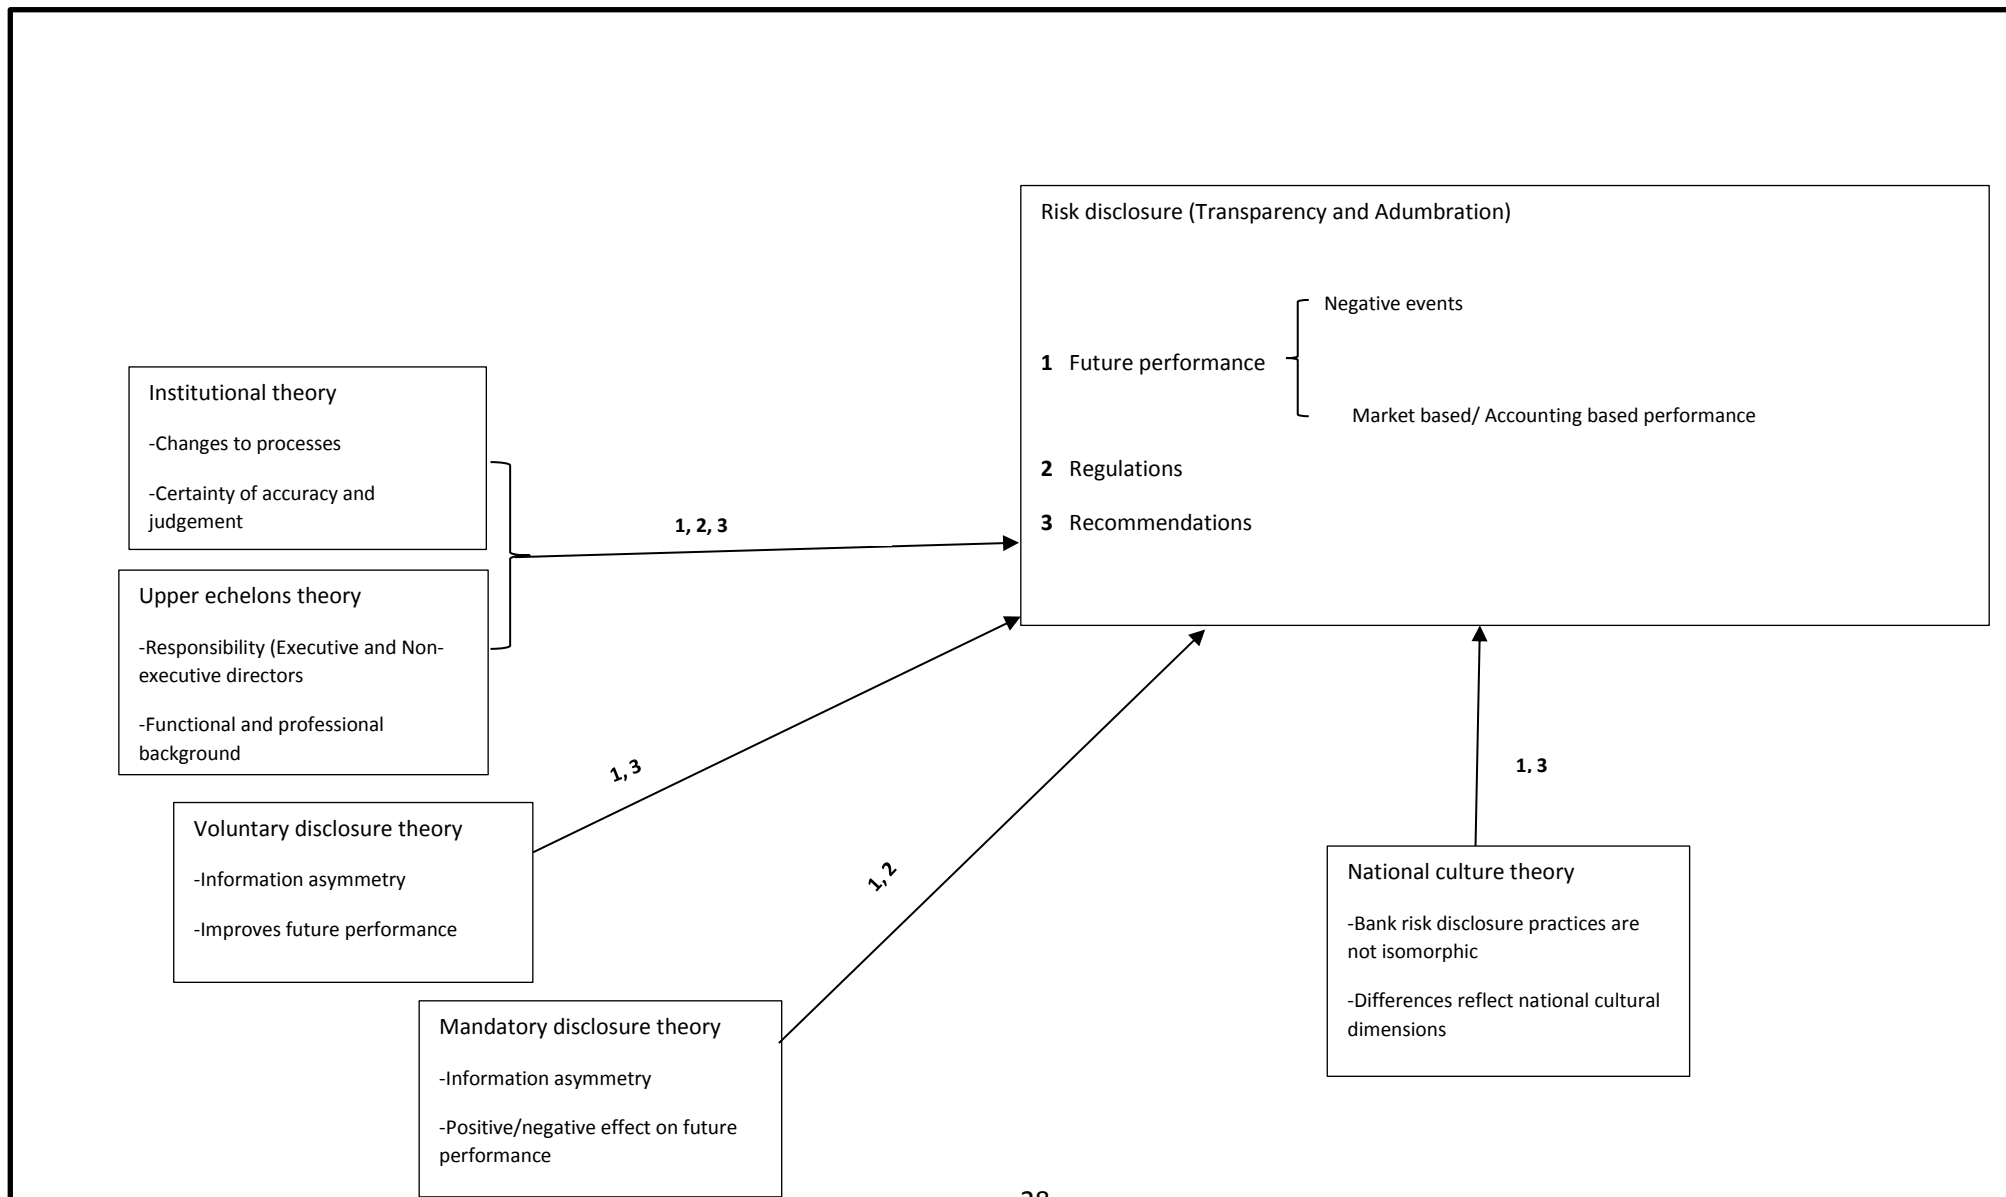 Risk disclosure (Transparency and Adumbration)
Negative events
1 Future performance
Market based/ Accounting based performance
2 Regulations
3 Recommendations
Institutional theory
-Changes to processes
-Certainty of accuracy and
judgement
1, 2, 3
Upper echelons theory
-Responsibility (Executive and Non-
executive directors
-Functional and professional
background
1, 3
Voluntary disclosure theory
-Information asymmetry
-Improves future performance
1, 2
Mandatory disclosure theory
-Information asymmetry
-Positive/negative effect on future
performance
1, 3
National culture theory
-Bank risk disclosure practices are
not isomorphic
-Differences reflect national cultural
dimensions